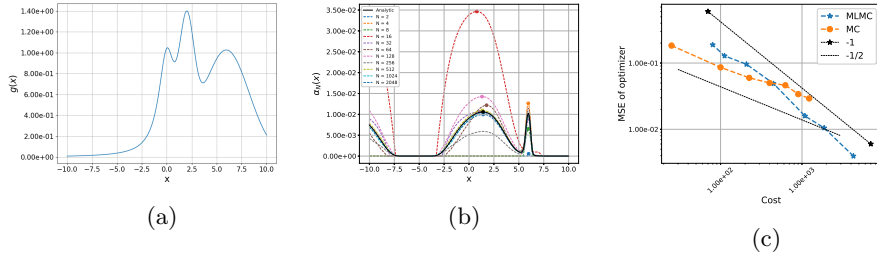 1.40e+00
1.20e+00
1.00e+00
8.00e-01
6.00e-01
4.00e-01
2.00e-01
0.00e+00
g(x)
−10.0 −7.5 −5.0 −2.5 0.0 2.5 5.0 7.5 10.0
x
(a)
3.50e-02
3.00e-02
2.50e-02
2.00e-02
1.50e-02
1.00e-02
5.00e-03
0.00e+00
αN(x)
Analytic
N = 2
N = 4
N = 8
N = 16
N = 32
N = 64
N = 128
N = 256
N = 512
N = 1024
N = 2048
−10.0 −7.5 −5.0 −2.5 0.0 2.5 5.0 7.5 10.0
x
(b)
MSE of optimizer
1.00e-01
1.00e-02
MLMC
MC
-1
-1/2
1.00e+02 1.00e+03
Cost
(c)